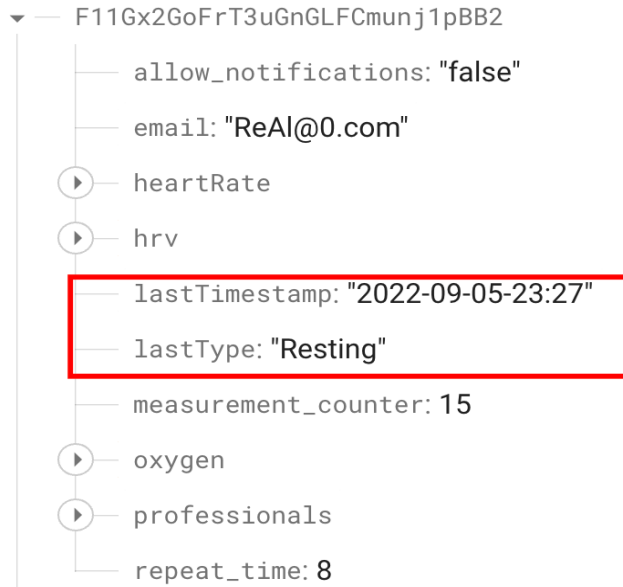 F11Gx2GoFrT3uGnGLFCmunj1pBB2
allow_notifications: "false"
email: "ReAl@0.com"
heartRate
hrv
lastTimestamp: "2022-09-05-23:27"
lastType: "Resting"
measurement_counter: 15
oxygen
professionals
repeat_time: 8